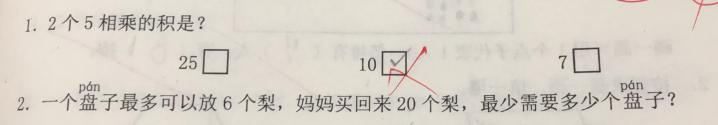 1. 2个5相乘的积是？
25□ 10☑ 7□
pán pán
2. 一个盘子最多可以放6个梨，妈妈买回来20个梨，最少需要多少个盘子？